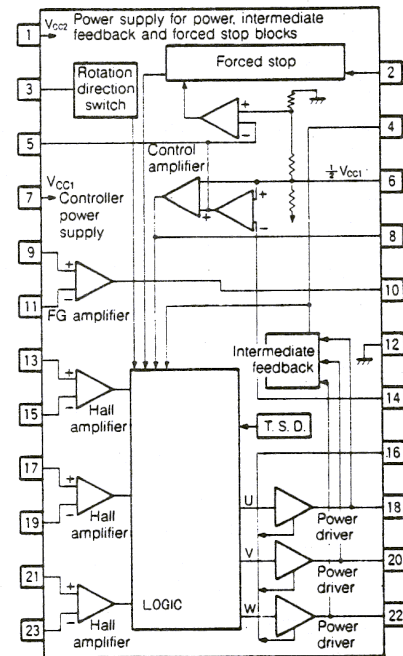 1
VCC2
Power supply for power, intermediate
feedback and forced stop blocks
Forced stop
2
3
Rotation
direction
switch
4
+
−
5
Control
amplifier
½ VCC1
6
7
VCC1
Controller
power
supply
+
+
−
8
9
+
10
11
−
FG amplifier
12
Intermediate
feedback
13
+
14
15
−
Hall
amplifier
T. S. D.
16
17
+
U
18
19
−
Hall
amplifier
Power
driver
V
20
21
+
Power
driver
LOGIC
W
22
23
−
Hall
amplifier
Power
driver